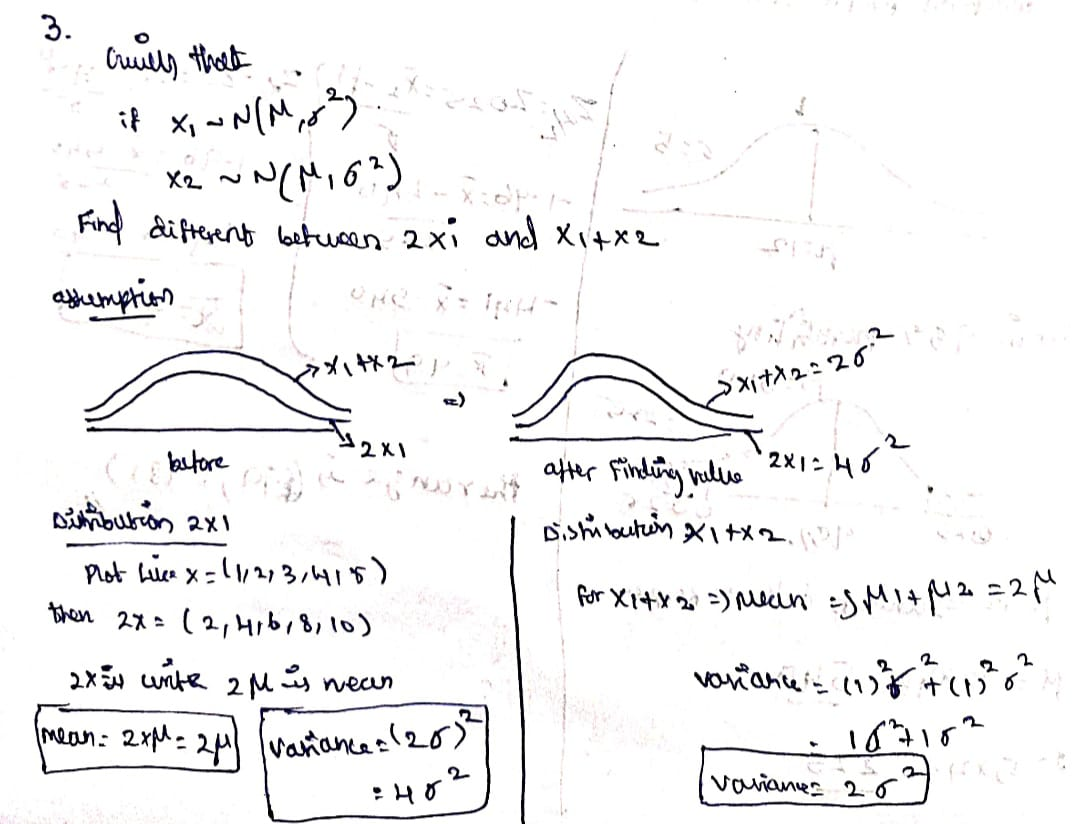 3.
that
if x₁ ~ N(μ, σ²).
x2 ~ N(μ, σ²)
Find different between 2xi and x1+x2
assumption
x1+x2
=)
x1+x2=2σ²
2x1
2x1=4σ²
before
after Finding value
Distribution 2x1
Plot x=(1,2,3,4,5)
then 2x = (2,4,6,8,10)
2x is write 2μ is mean
mean= 2xμ=2μ
variance=(2σ)²
=4σ²
Distribution x1+x2.
for x1+x2, => mean => μ1+μ2 =2μ
variance = (1)²σ²+(1)²σ²
= 1σ²+1σ²
variance= 2σ²